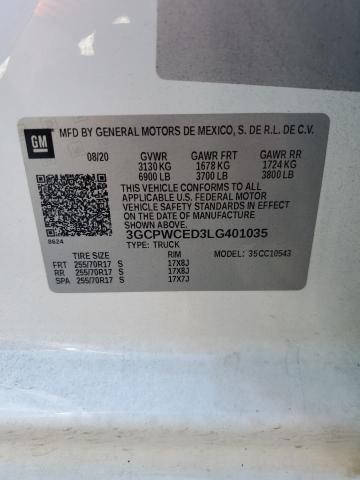 GM
MFD BY GENERAL MOTORS DE MEXICO, S. DE R.L. DE C.V.
08/20 GVWR GAWR FRT GAWR RR
3130 KG 1678 KG 1724 KG
6900 LB 3700 LB 3800 LB
THIS VEHICLE CONFORMS TO ALL
APPLICABLE U.S. FEDERAL MOTOR
VEHICLE SAFETY STANDARDS IN EFFECT
ON THE DATE OF MANUFACTURE
SHOWN ABOVE.
3GCPWCED3LG401035
8624 TYPE: TRUCK
TIRE SIZE RIM MODEL: 35CC10543
FRT 255/70R17 S 17X8J
RR 255/70R17 S 17X8J
SPA 255/70R17 S 17X7J